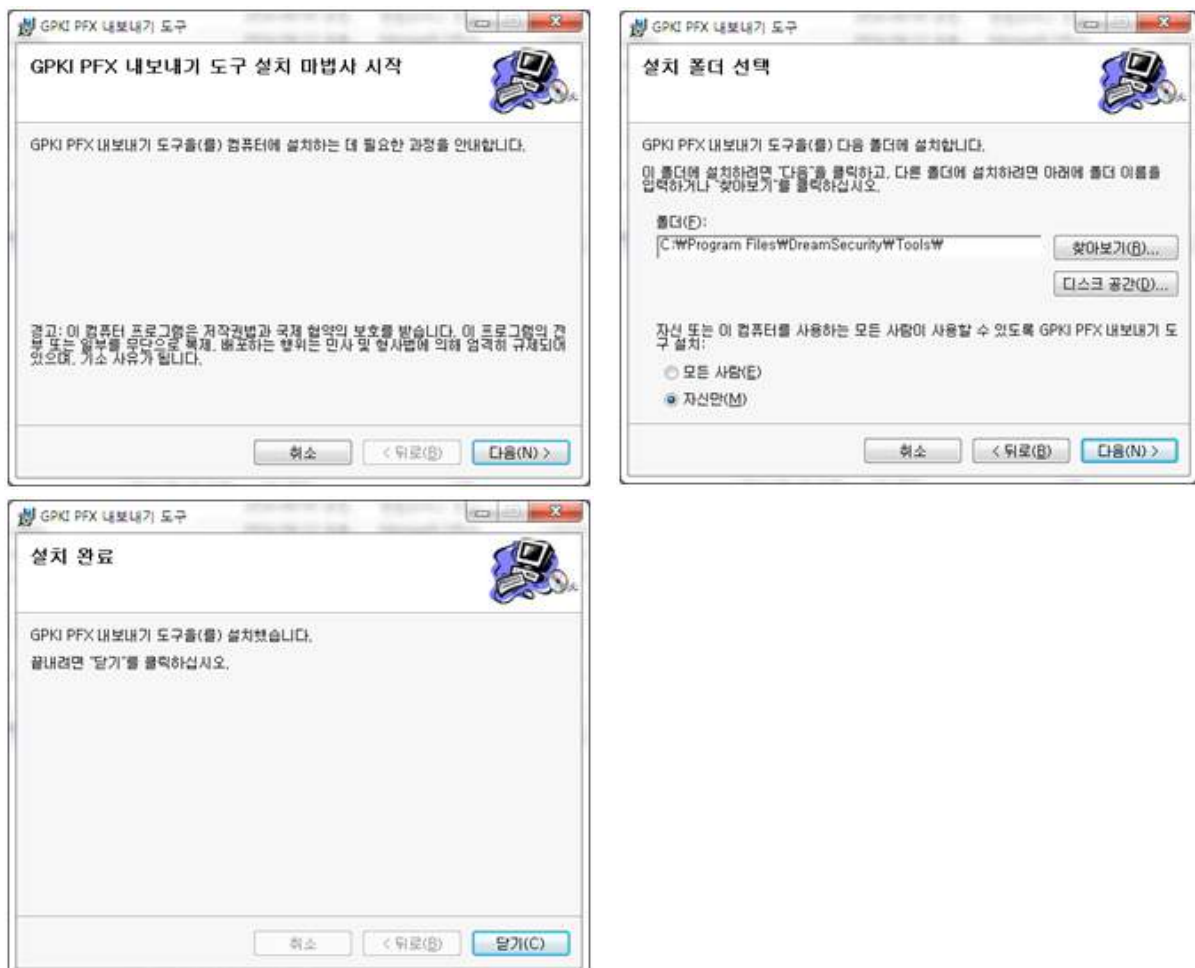 GPKI PFX 내보내기 도구
GPKI PFX 내보내기 도구 설치 마법사 시작
GPKI PFX 내보내기 도구을(를) 컴퓨터에 설치하는 데 필요한 과정을 안내합니다.
경고: 이 컴퓨터 프로그램은 저작권법과 국제 협약의 보호를 받습니다. 이 프로그램의 전
부 또는 일부를 무단으로 복제, 배포하는 행위는 민사 및 형사법에 의해 엄격히 규제되어
있으며, 기소 사유가 됩니다.
취소
< 뒤로(B)
다음(N) >
GPKI PFX 내보내기 도구
설치 폴더 선택
GPKI PFX 내보내기 도구을(를) 다음 폴더에 설치합니다.
이 폴더에 설치하려면 "다음"을 클릭하고, 다른 폴더에 설치하려면 아래에 폴더 이름을
입력하거나 "찾아보기"를 클릭하십시오.
폴더(F):
C:₩Program Files₩DreamSecurity₩Tools₩
찾아보기(R)...
디스크 공간(D)...
자신 또는 이 컴퓨터를 사용하는 모든 사람이 사용할 수 있도록 GPKI PFX 내보내기 도
구 설치:
모든 사람(E)
자신만(M)
취소
< 뒤로(B)
다음(N) >
GPKI PFX 내보내기 도구
설치 완료
GPKI PFX 내보내기 도구을(를) 설치했습니다.
끝내려면 "닫기"를 클릭하십시오.
취소
< 뒤로(B)
닫기(C)